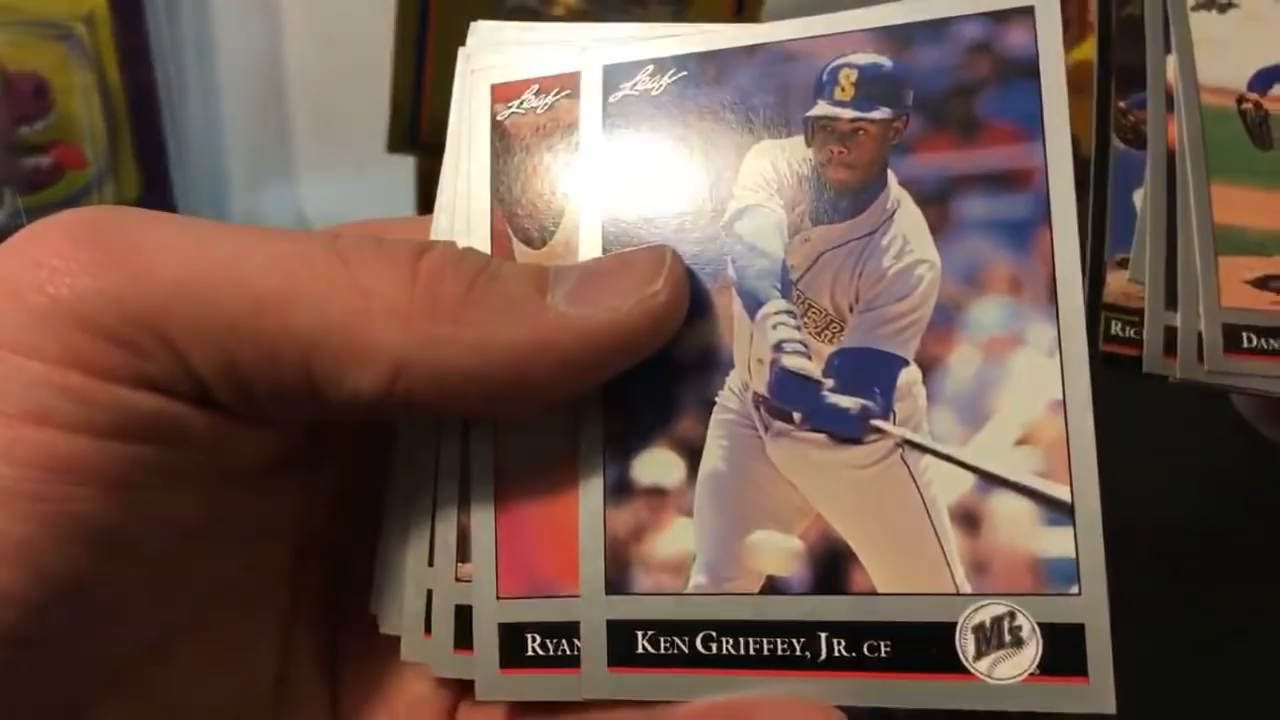 Leaf
Leaf
S
RYAN
KEN GRIFFEY, JR. CF
M's
RIC
DAN